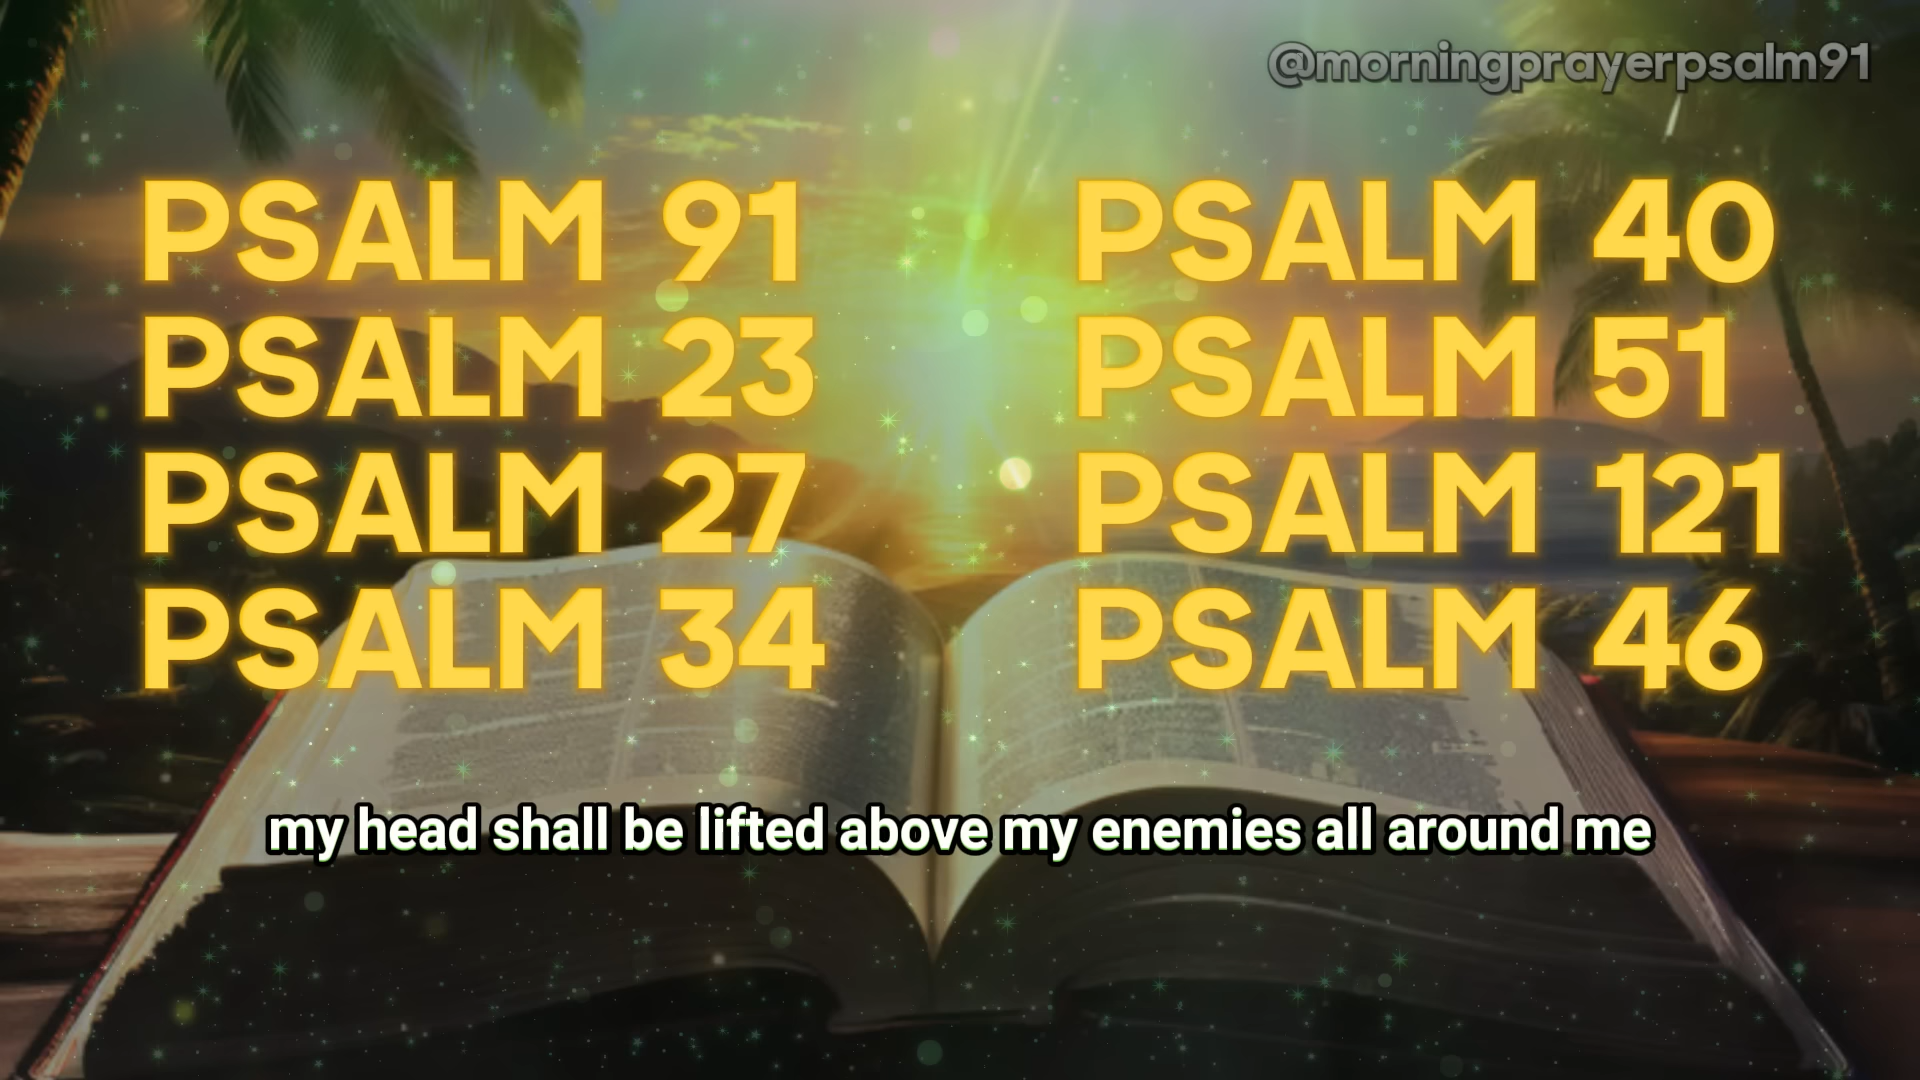 @morningprayerpsalm91
PSALM 91
PSALM 23
PSALM 27
PSALM 34
PSALM 40
PSALM 51
PSALM 121
PSALM 46
my head shall be lifted above my enemies all around me